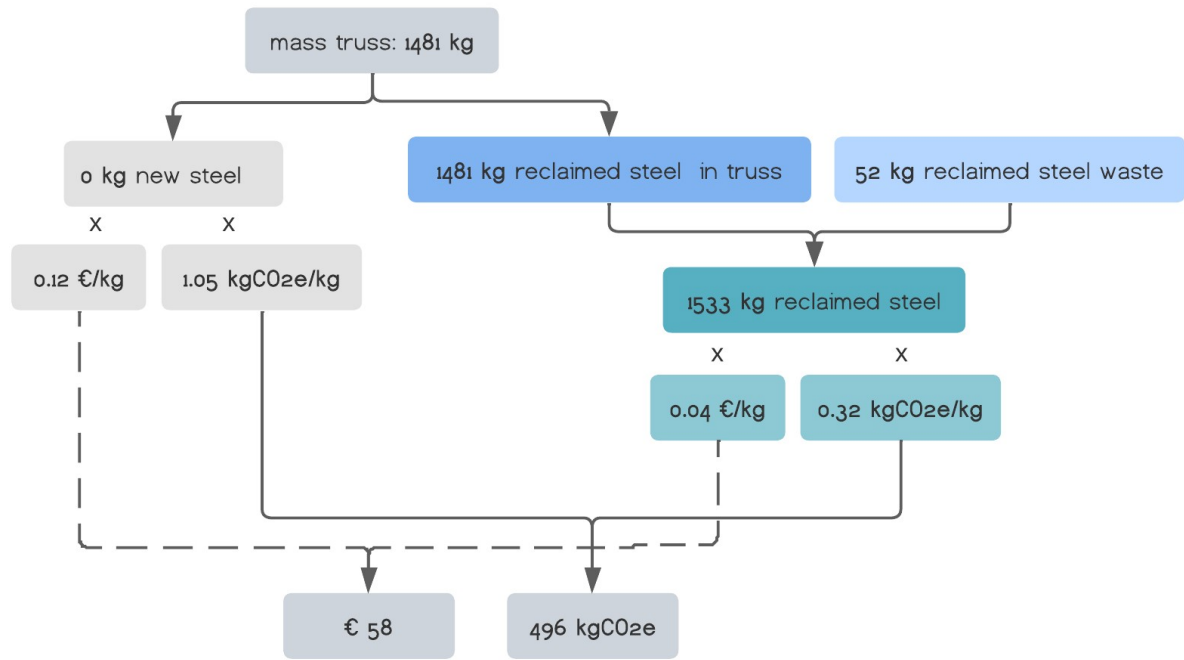 mass truss: 1481 kg
0 kg new steel
1481 kg reclaimed steel in truss
52 kg reclaimed steel waste
x
x
0.12 €/kg
1.05 kgCO2e/kg
1533 kg reclaimed steel
x
x
0.04 €/kg
0.32 kgCO2e/kg
€ 58
496 kgCO2e